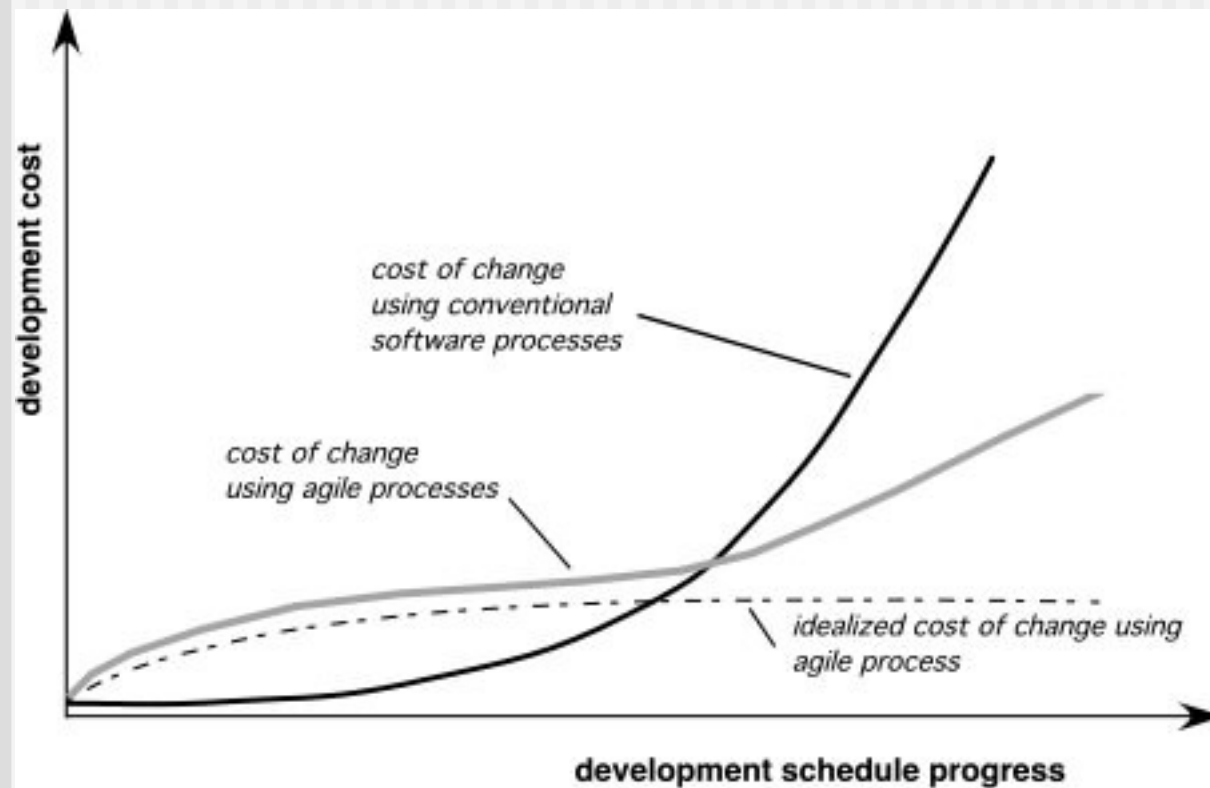 development cost
cost of change
using conventional
software processes
cost of change
using agile processes
idealized cost of change using
agile process
development schedule progress